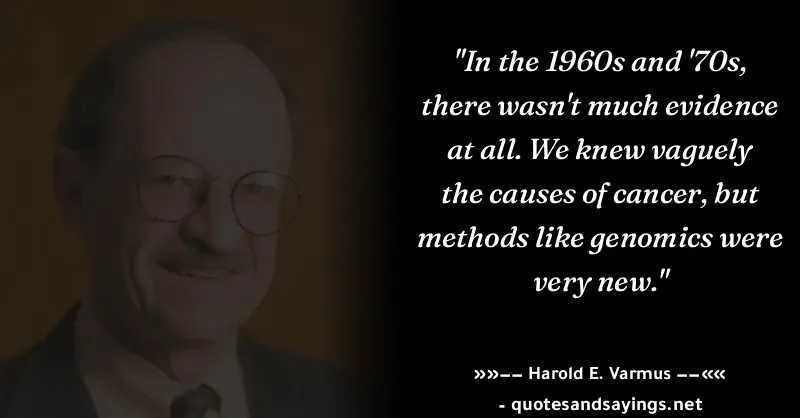 "In the 1960s and '70s,
there wasn't much evidence
at all. We knew vaguely
the causes of cancer, but
methods like genomics were
very new."
»»−− Harold E. Varmus −−««
- quotesandsayings.net